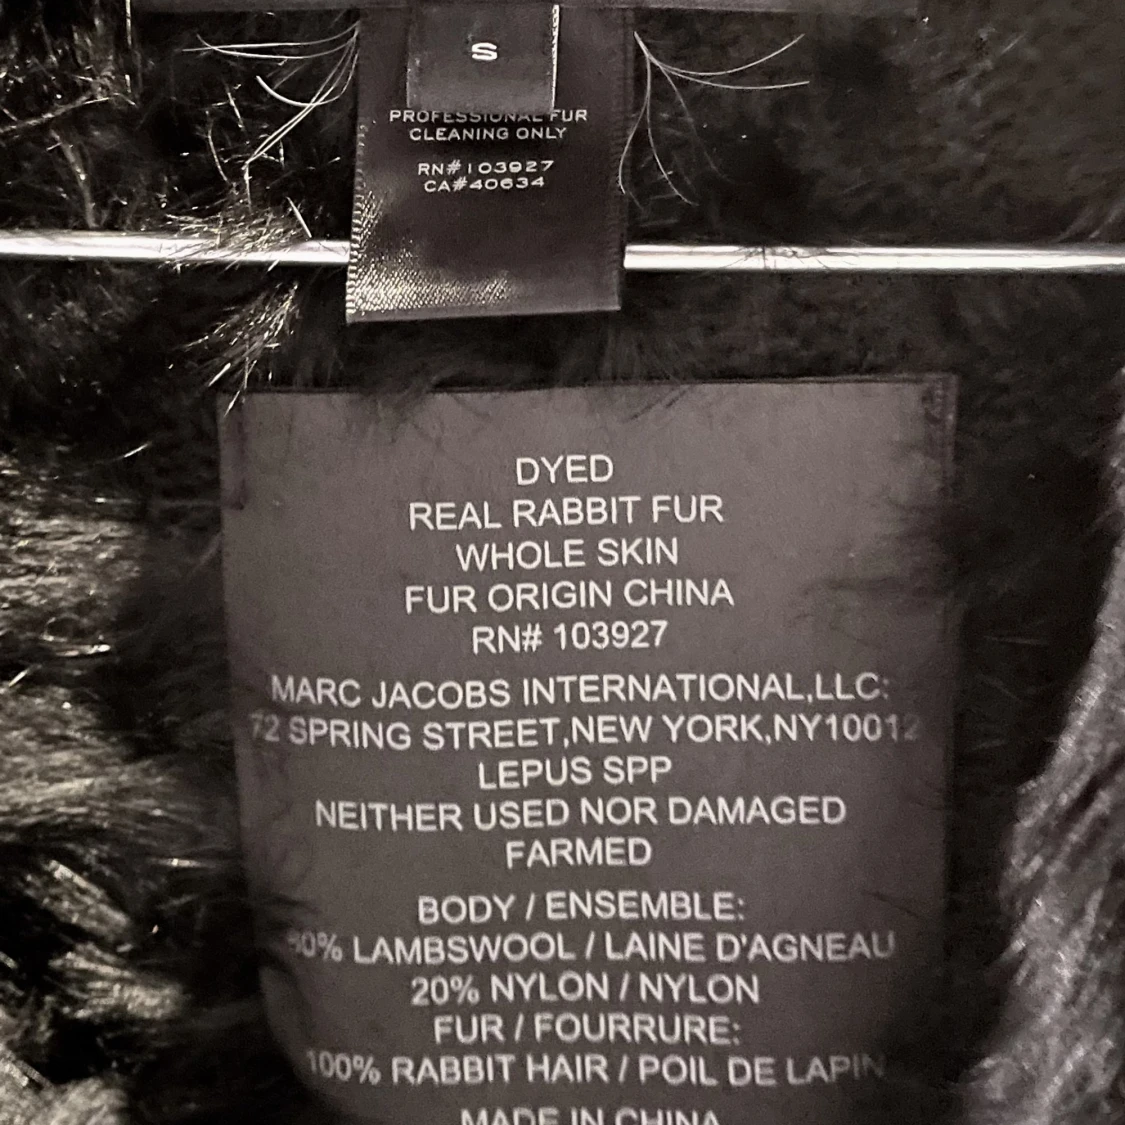 S
PROFESSIONAL FUR
CLEANING ONLY
RN#103927
CA#40634
DYED
REAL RABBIT FUR
WHOLE SKIN
FUR ORIGIN CHINA
RN# 103927
MARC JACOBS INTERNATIONAL,LLC:
72 SPRING STREET,NEW YORK,NY10012
LEPUS SPP
NEITHER USED NOR DAMAGED
FARMED
BODY / ENSEMBLE:
80% LAMBSWOOL / LAINE D'AGNEAU
20% NYLON / NYLON
FUR / FOURRURE:
100% RABBIT HAIR / POIL DE LAPIN
MADE IN CHINA